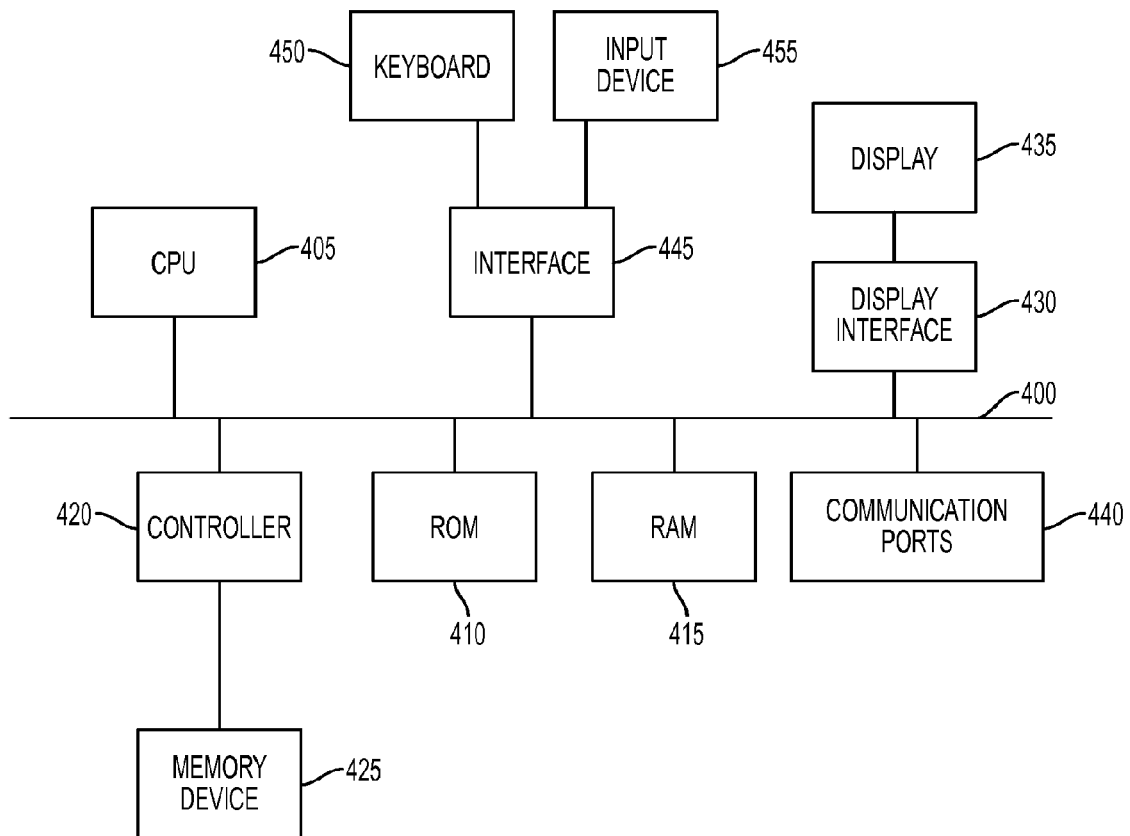 450
KEYBOARD
INPUT
DEVICE
455
DISPLAY
435
CPU
405
INTERFACE
445
DISPLAY
INTERFACE
430
400
420
CONTROLLER
ROM
410
RAM
415
COMMUNICATION
PORTS
440
MEMORY
DEVICE
425